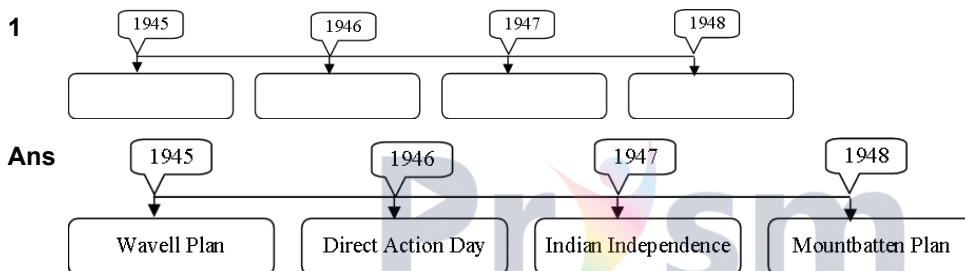 1
1945 1946 1947 1948
Ans
1945 1946 1947 1948
Prism
Wavell Plan Direct Action Day Indian Independence Mountbatten Plan